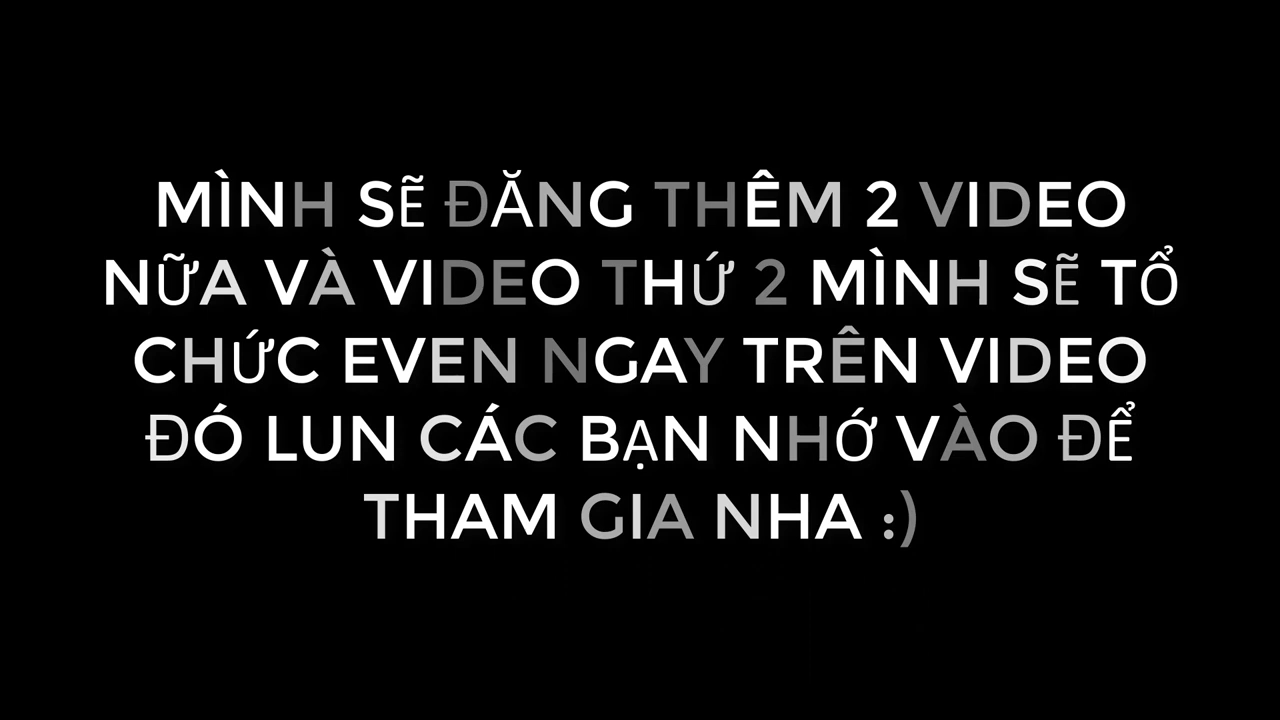 MÌNH SẼ ĐĂNG THÊM 2 VIDEO
NỮA VÀ VIDEO THỨ 2 MÌNH SẼ TỔ
CHỨC EVEN NGAY TRÊN VIDEO
ĐÓ LUN CÁC BẠN NHỚ VÀO ĐỂ
THAM GIA NHA :)